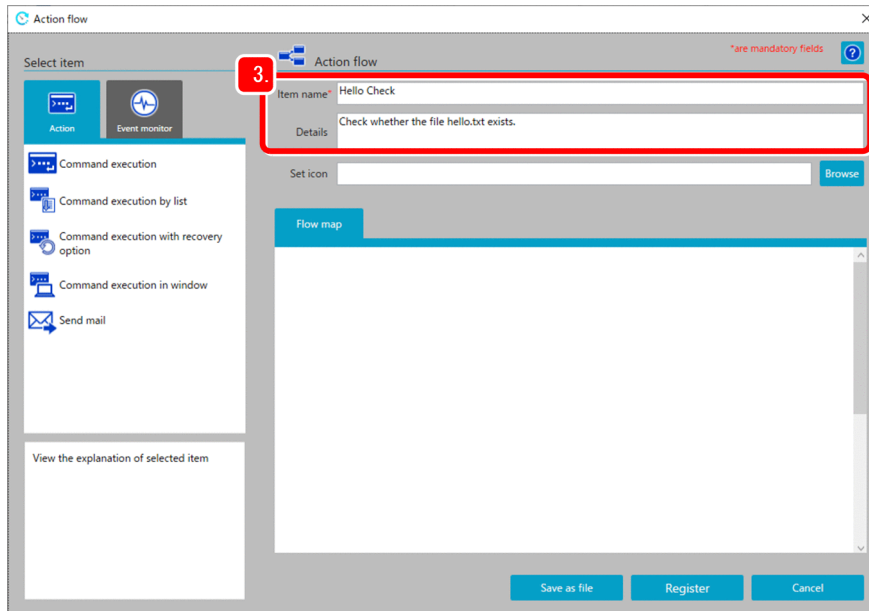 Action flow
Select item
Action
Event monitor
Command execution
Command execution by list
Command execution with recovery
option
Command execution in window
Send mail
View the explanation of selected item
3.
Action flow
*are mandatory fields
?
Item name* Hello Check
Details Check whether the file hello.txt exists.
Set icon
Browse
Flow map
Save as file
Register
Cancel